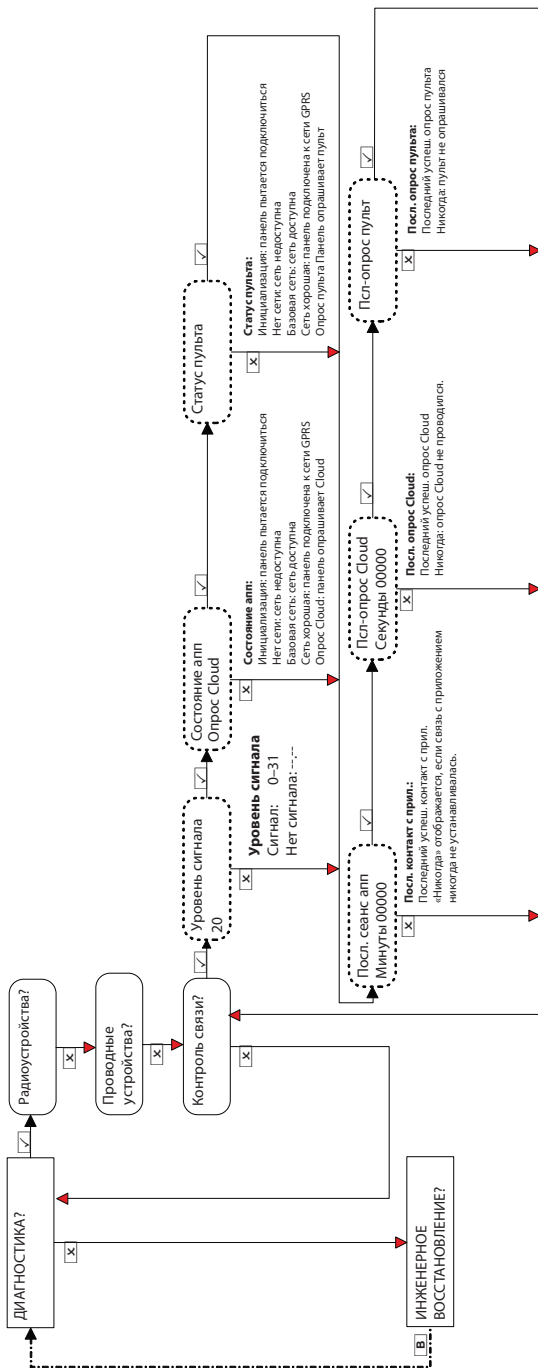 ДИАГНОСТИКА?
Радиоустройства?
Проводные
устройства?
Контроль связи?
Уровень сигнала
20
Уровень сигнала
Сигнал: 0–31
Нет сигнала: --,--
Состояние апп
Опрос Cloud
Состояние апп:
Инициализация: панель пытается подключиться
Нет сети: сеть недоступна
Базовая сеть: сеть доступна
Сеть хорошая: панель подключена к сети GPRS
Опрос Cloud: панель опрашивает Cloud
Статус пульта
Статус пульта:
Инициализация: панель пытается подключиться
Нет сети: сеть недоступна
Базовая сеть: сеть доступна
Сеть хорошая: панель подключена к сети GPRS
Опрос пульта Панель опрашивает пульт
Посл. сеанс апп
Минуты 00000
Посл. контакт с прил.:
Последний успеш. контакт с прил.
«Никогда» отображается, если связь с приложением
никогда не устанавливалась.
Псл-опрос Cloud
Секунды 00000
Посл. опрос Cloud:
Последний успеш. опрос Cloud
Никогда: опрос Cloud не проводился.
Псл-опрос пульт
Посл. опрос пульта:
Последний успеш. опрос пульта
Никогда: пульт не опрашивался
ИНЖЕНЕРНОЕ
ВОССТАНОВЛЕНИЕ?
B